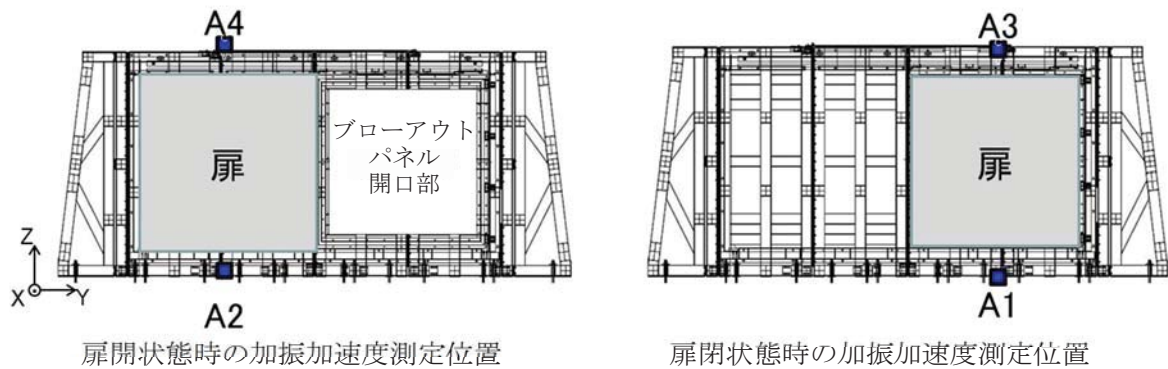 A4
扉
ブローアウト
パネル
開口部
Z
X
Y
A2
扉開状態時の加振加速度測定位置
A3
扉
A1
扉閉状態時の加振加速度測定位置